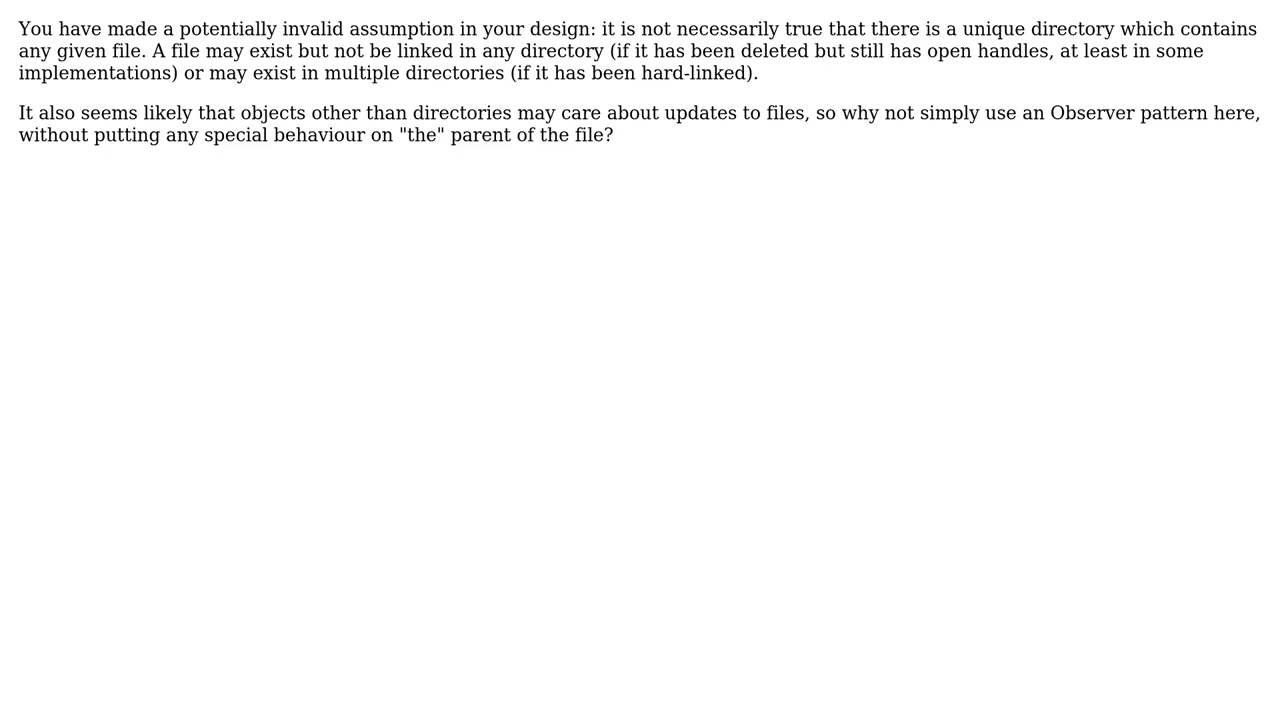 You have made a potentially invalid assumption in your design: it is not necessarily true that there is a unique directory which contains
any given file. A file may exist but not be linked in any directory (if it has been deleted but still has open handles, at least in some
implementations) or may exist in multiple directories (if it has been hard-linked).
It also seems likely that objects other than directories may care about updates to files, so why not simply use an Observer pattern here,
without putting any special behaviour on "the" parent of the file?